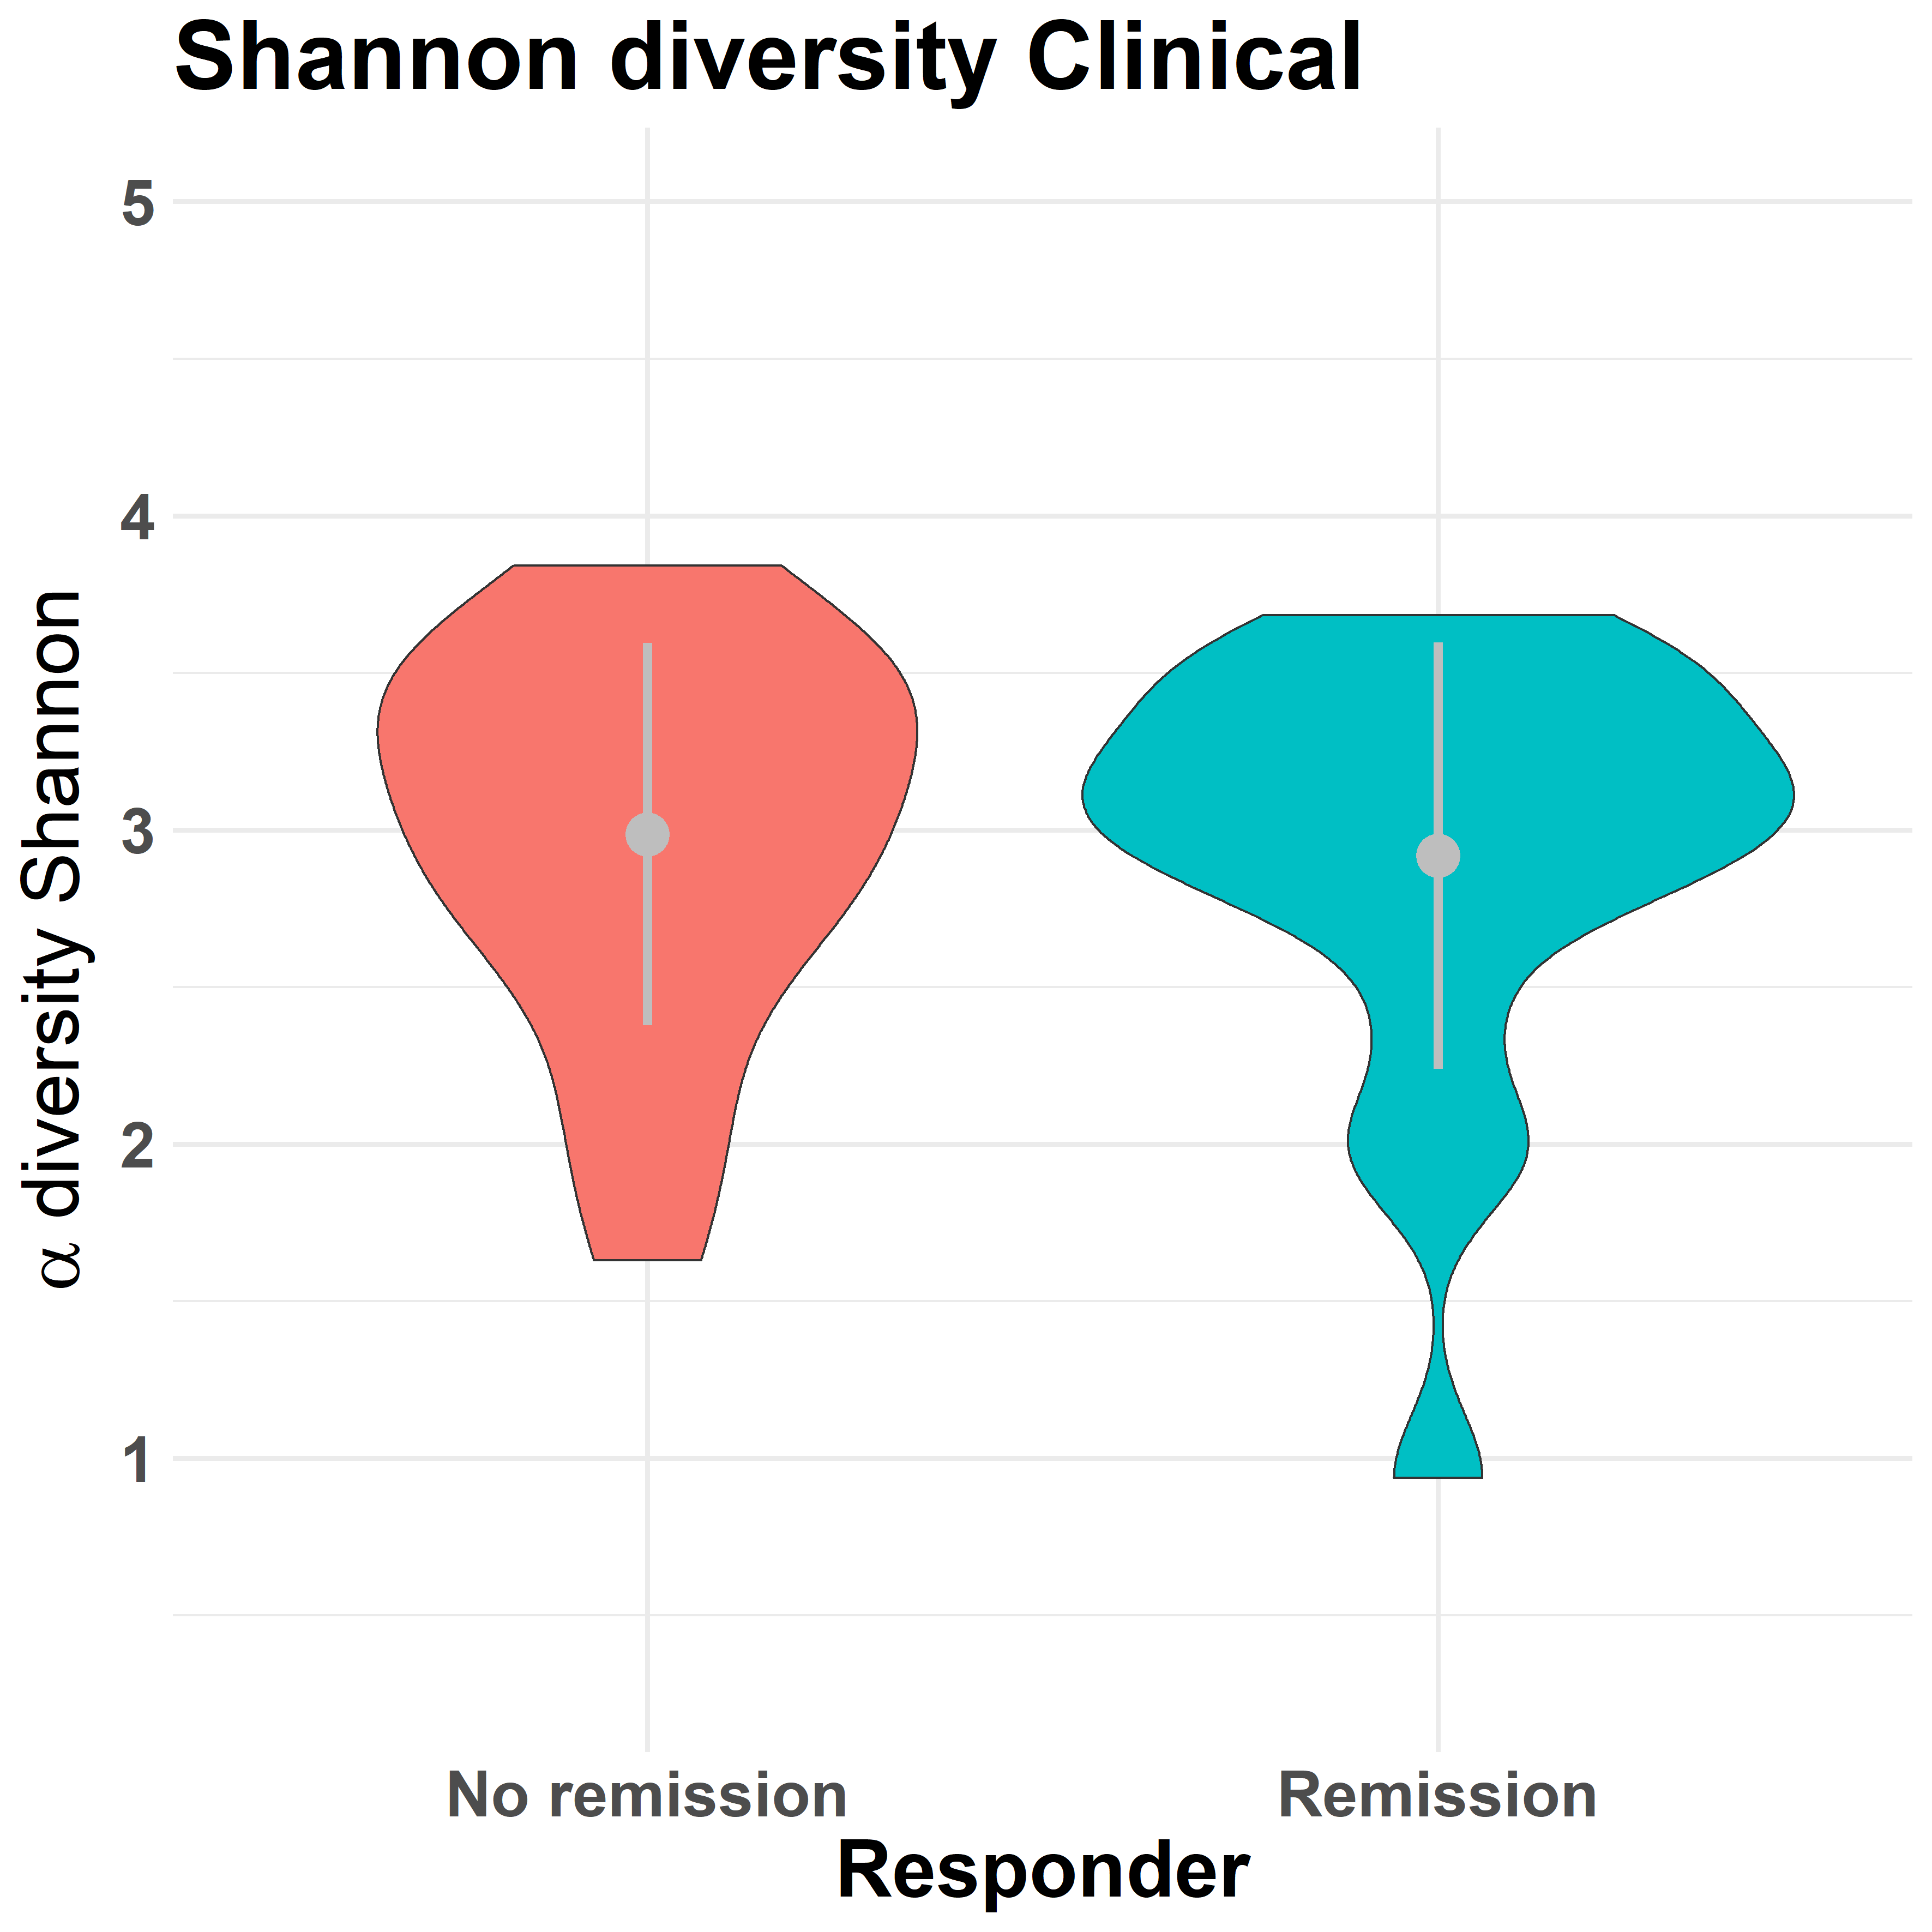 Shannon diversity Clinical
α diversity Shannon
5
4
3
2
1
No remission
Remission
Responder